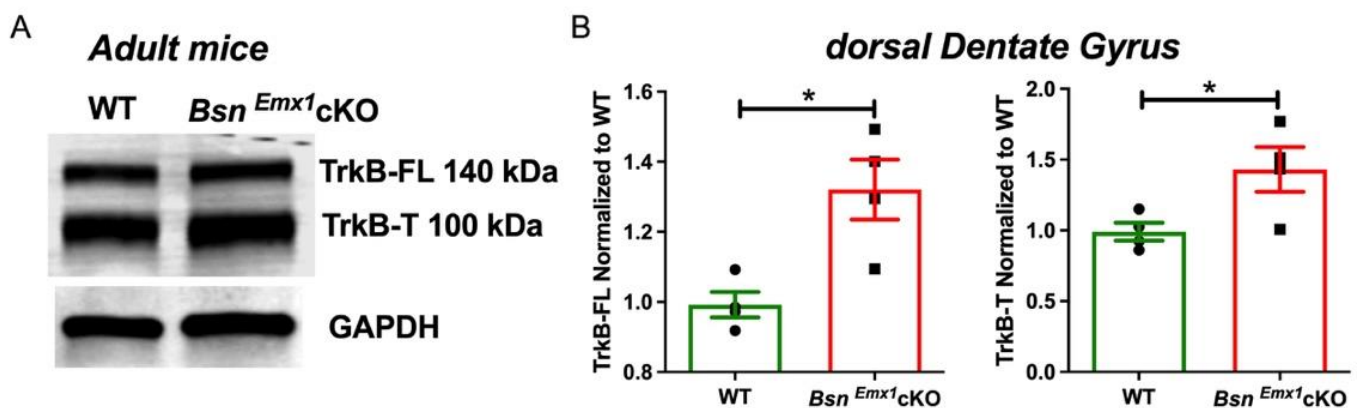 A
Adult mice
WT Bsn Emx1cKO
TrkB-FL 140 kDa
TrkB-T 100 kDa
GAPDH
B
dorsal Dentate Gyrus
TrkB-FL Normalized to WT
1.6
1.4
1.2
1.0
0.8
*
WT Bsn Emx1cKO
TrkB-T Normalized to WT
2.0
1.5
1.0
0.5
0.0
*
WT Bsn Emx1cKO